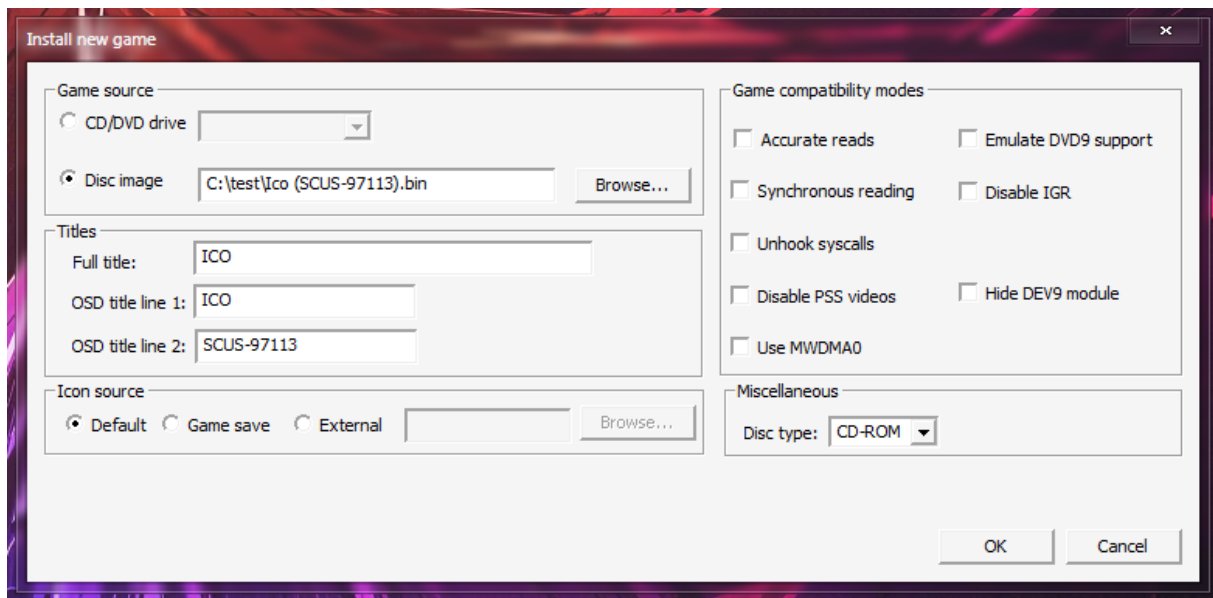 Install new game
Game source
CD/DVD drive
Disc image C:\test\Ico (SCUS-97113).bin Browse...
Titles
Full title: ICO
OSD title line 1: ICO
OSD title line 2: SCUS-97113
Icon source
Default Game save External Browse...
Game compatibility modes
Accurate reads Emulate DVD9 support
Synchronous reading Disable IGR
Unhook syscalls
Disable PSS videos Hide DEV9 module
Use MWDMA0
Miscellaneous
Disc type: CD-ROM
OK Cancel